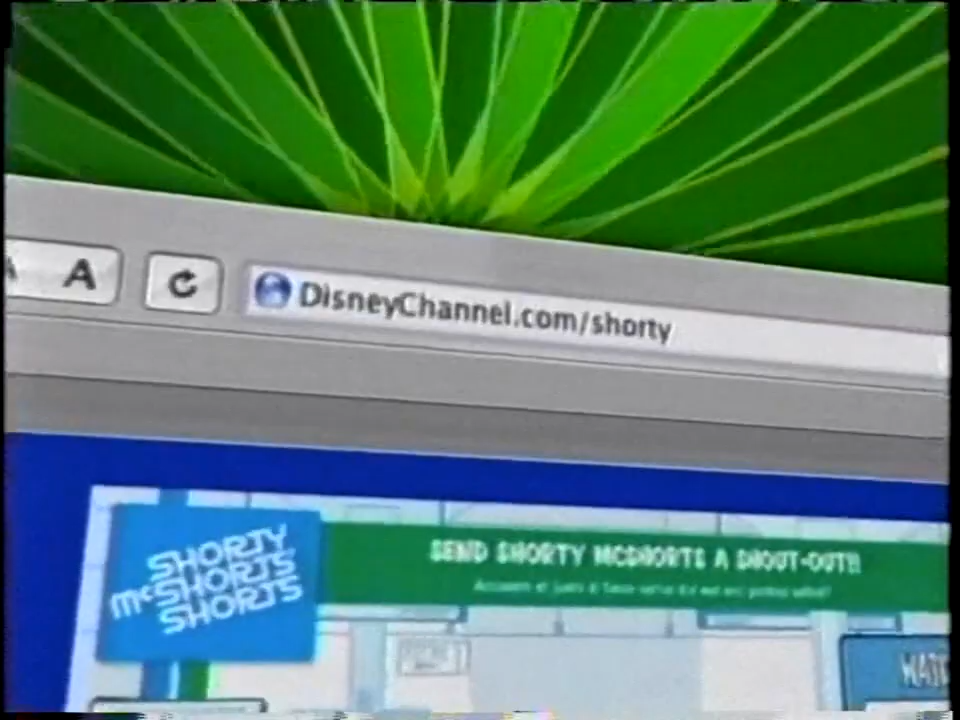 A
DisneyChannel.com/shorty
SHORTY
McSHORTS
SHORTS
SEND SHORTY MCSHORTS A SHOUT-OUT!!